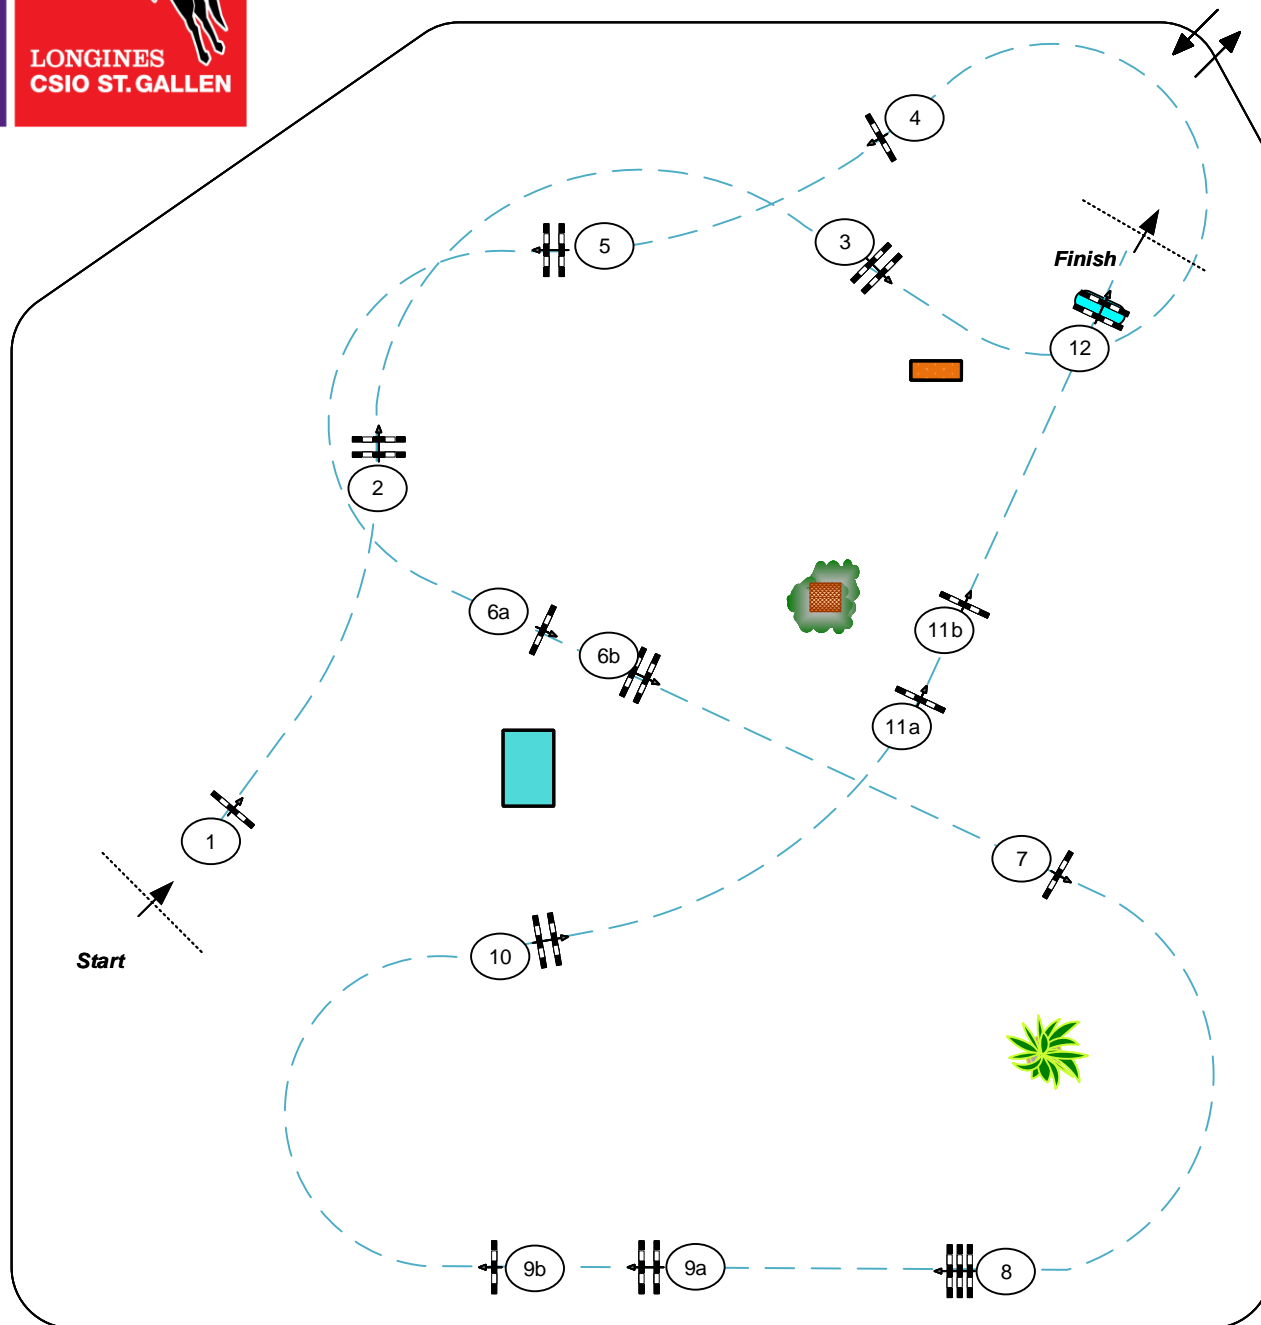 LONGINES
CSIO ST.GALLEN
4
5
3
Finish
12
2
6a
11b
6b
11a
1
7
10
Start
9b
9a
8